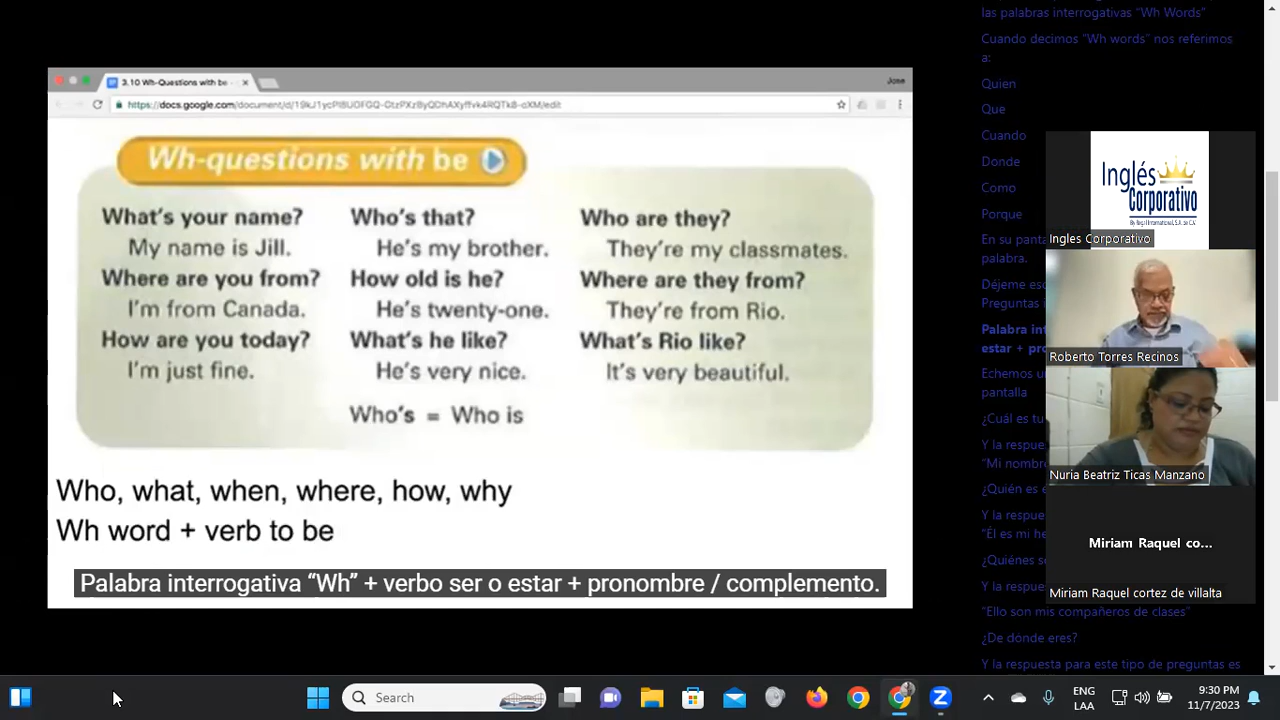 3.10 Wh-Questions with be -
Jose
Wh-questions with be
What's your name?
My name is Jill.
Where are you from?
I'm from Canada.
How are you today?
I'm just fine.
Who's that?
He's my brother.
How old is he?
He's twenty-one.
What's he like?
He's very nice.
Who's = Who is
Who are they?
They're my classmates.
Where are they from?
They're from Rio.
What's Rio like?
It's very beautiful.
Who, what, when, where, how, why
Wh word + verb to be
Palabra interrogativa “Wh” + verbo ser o estar + pronombre / complemento.
las palabras interrogativas “Wh Words”
Cuando decimos “Wh words” nos referimos
a:
Quien
Que
Cuando
Donde
Como
Porque
En su
palabra.
Déjeme
Preguntas
Palabra
estar + 
Echemos
pantalla
¿Cuál es tu
Y la
“Mi
¿Quién es
Y la
“Él es mi
¿Quiénes
Y la
“Ello son mis compañeros de clases”
¿De donde eres?
Y la respuesta para este tipo de preguntas es
Inglés
Corporativo
Ingles Corporativo
Roberto Torres Recinos
Nuria Beatriz Ticas Manzano
Miriam Raquel co...
Miriam Raquel cortez de villalta
Search
ENG
LAA
9:30 PM
11/7/2023